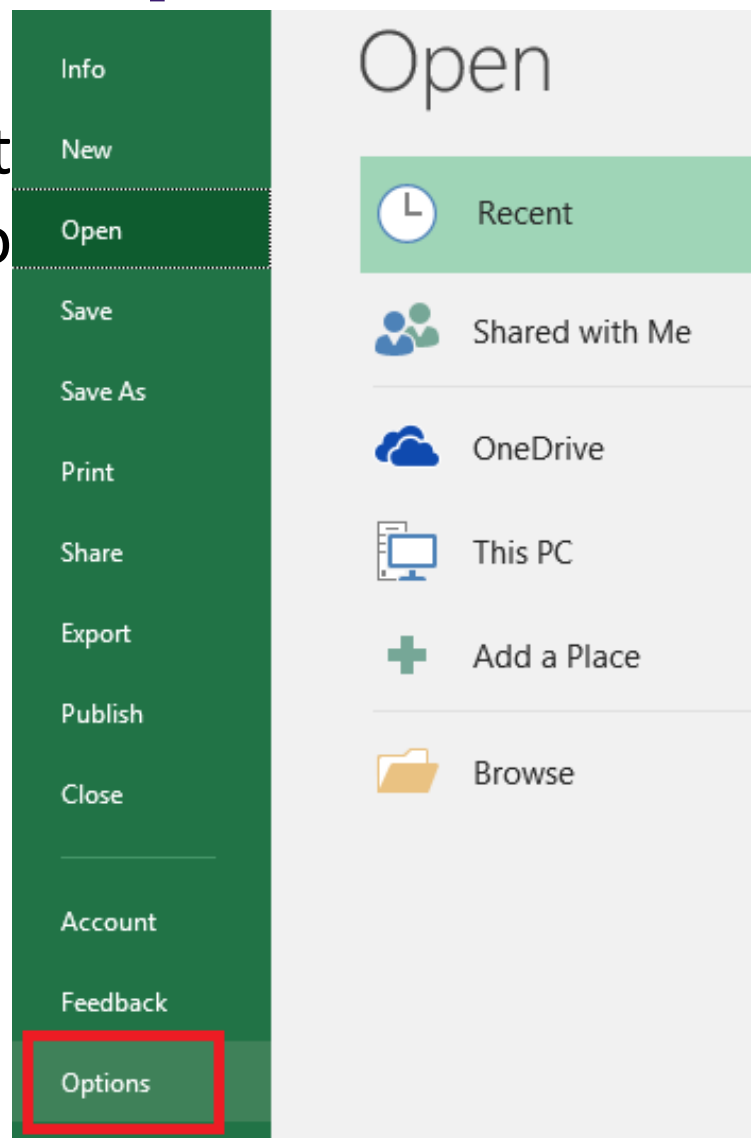 Info
New
Open
Save
Save As
Print
Share
Export
Publish
Close
Account
Feedback
Options
Open
Recent
Shared with Me
OneDrive
This PC
Add a Place
Browse